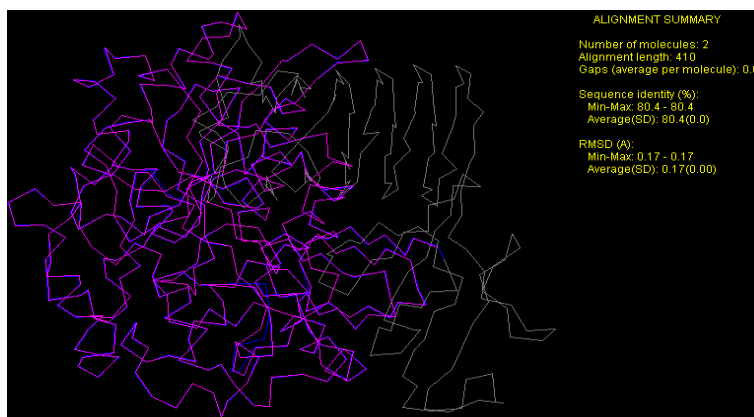 ALIGNMENT SUMMARY
Number of molecules: 2
Alignment length: 410
Gaps (average per molecule): 0.
Sequence identity (%):
Min-Max: 80.4 - 80.4
Average(SD): 80.4(0.0)
RMSD (A):
Min-Max: 0.17 - 0.17
Average(SD): 0.17(0.00)